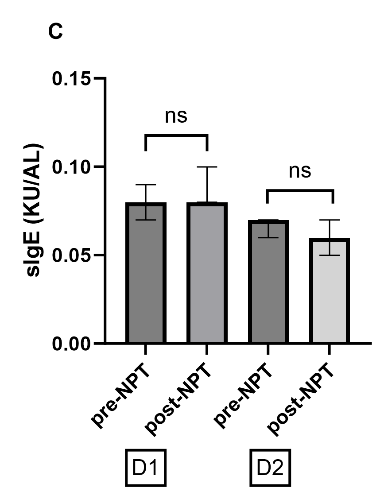 C
0.15
0.10
0.05
0.00
sIgE (KU/AL)
ns
ns
pre-NPT
post-NPT
pre-NPT
post-NPT
D1
D2